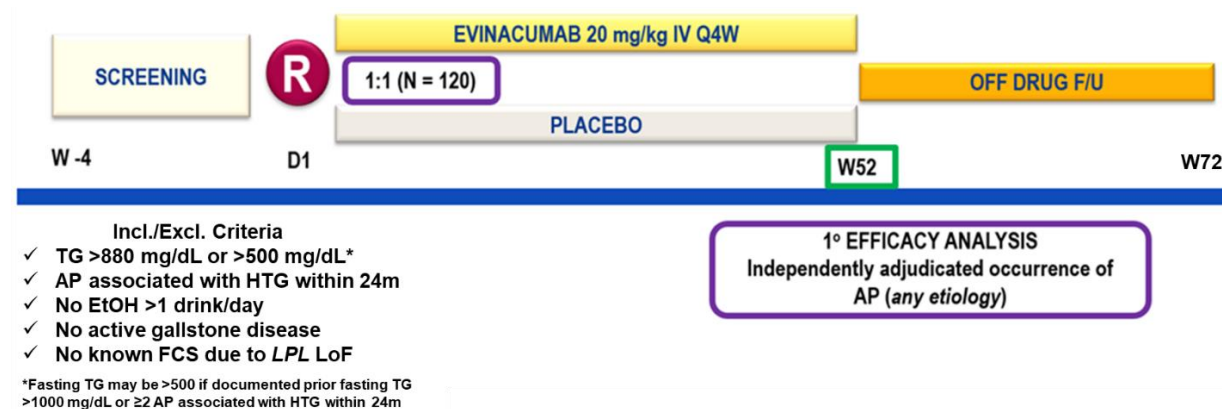 EVINACUMAB 20 mg/kg IV Q4W
SCREENING
R
1:1 (N = 120)
OFF DRUG F/U
PLACEBO
W -4
D1
W52
W72
Incl./Excl. Criteria
✓ TG >880 mg/dL or >500 mg/dL*
✓ AP associated with HTG within 24m
✓ No EtOH >1 drink/day
✓ No active gallstone disease
✓ No known FCS due to LPL LoF
*Fasting TG may be >500 if documented prior fasting TG
>1000 mg/dL or ≥2 AP associated with HTG within 24m
1º EFFICACY ANALYSIS
Independently adjudicated occurrence of
AP (any etiology)